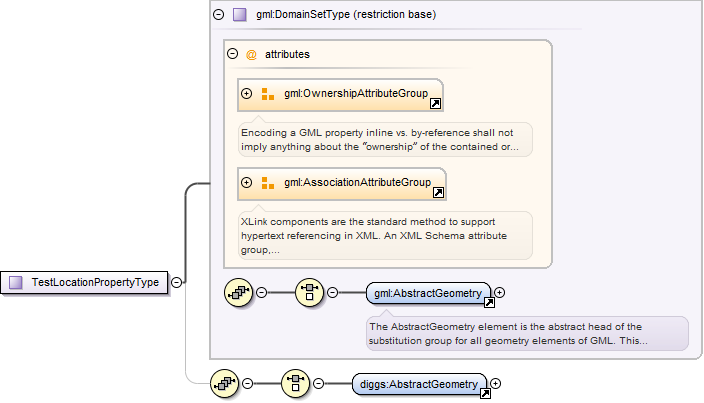 gml:DomainSetType (restriction base)
@ attributes
gml:OwnershipAttributeGroup
Encoding a GML property inline vs. by-reference shall not
imply anything about the "ownership" of the contained or...
gml:AssociationAttributeGroup
XLink components are the standard method to support
hypertext referencing in XML. An XML Schema attribute
group,...
TestLocationPropertyType
gml:AbstractGeometry
The AbstractGeometry element is the abstract head of the
substitution group for all geometry elements of GML. This...
diggs:AbstractGeometry